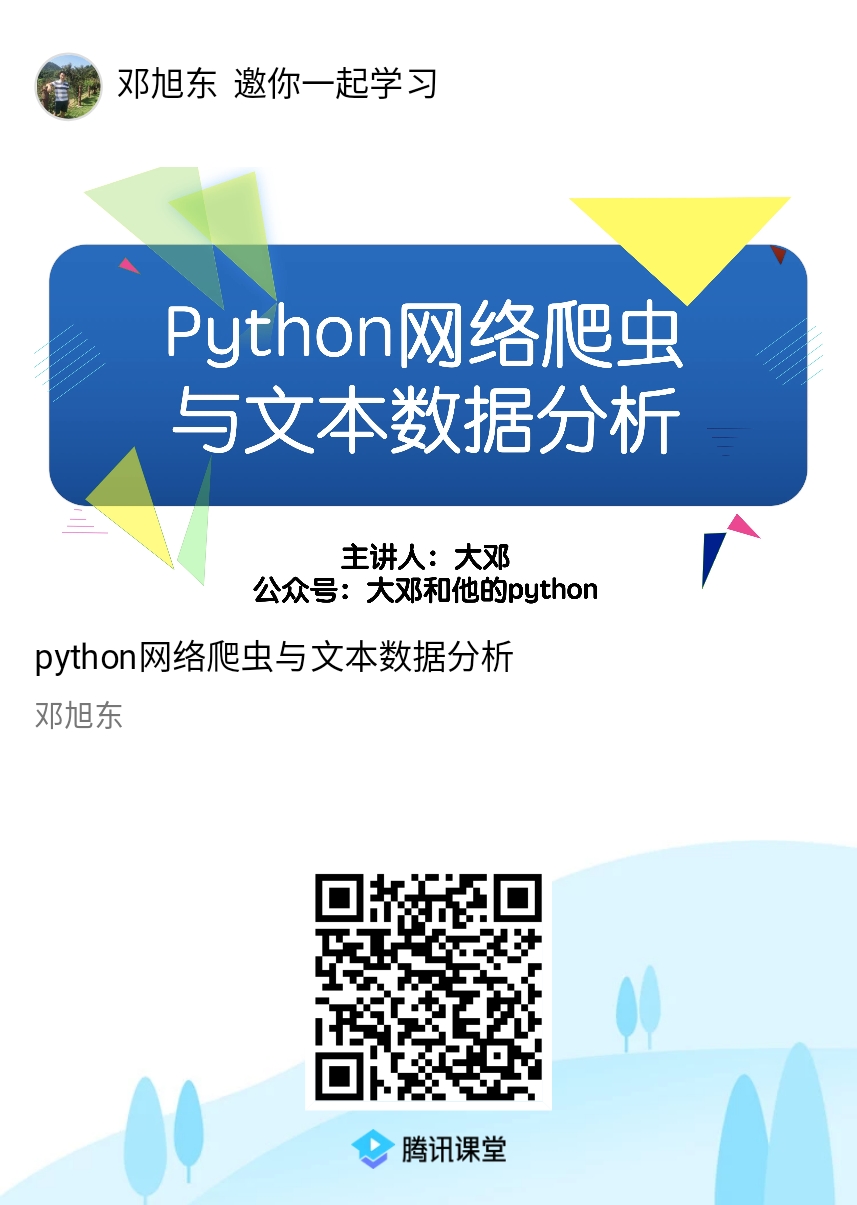 邓旭东 邀你一起学习
Python网络爬虫
与文本数据分析
主讲人：大邓
公众号：大邓和他的python
python网络爬虫与文本数据分析
邓旭东
腾讯课堂